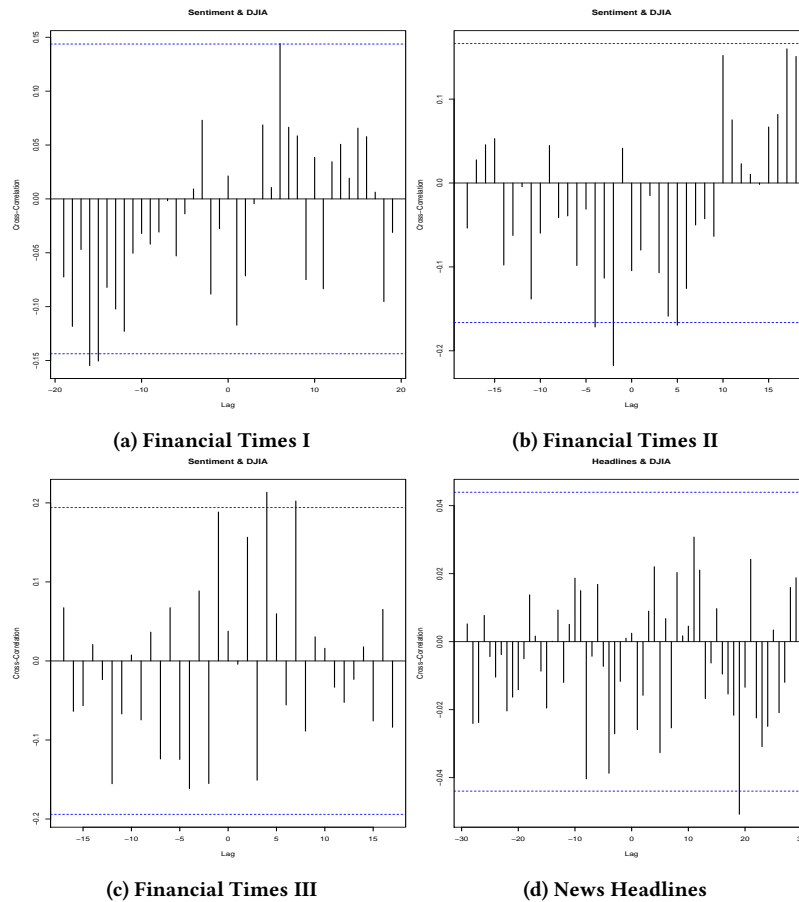 Sentiment & DJIA
Cross-Correlation
0.15
0.10
0.05
0.00
−0.05
−0.10
−0.15
−20
−10
0
10
20
Lag
(a) Financial Times I
Sentiment & DJIA
Cross-Correlation
0.1
0.0
−0.1
−0.2
−15
−10
−5
0
5
10
15
Lag
(b) Financial Times II
Sentiment & DJIA
Cross-Correlation
0.2
0.1
0.0
−0.1
−0.2
−15
−10
−5
0
5
10
15
Lag
(c) Financial Times III
Headlines & DJIA
Cross-Correlation
0.04
0.02
0.00
−0.02
−0.04
−30
−20
−10
0
10
20
Lag
(d) News Headlines